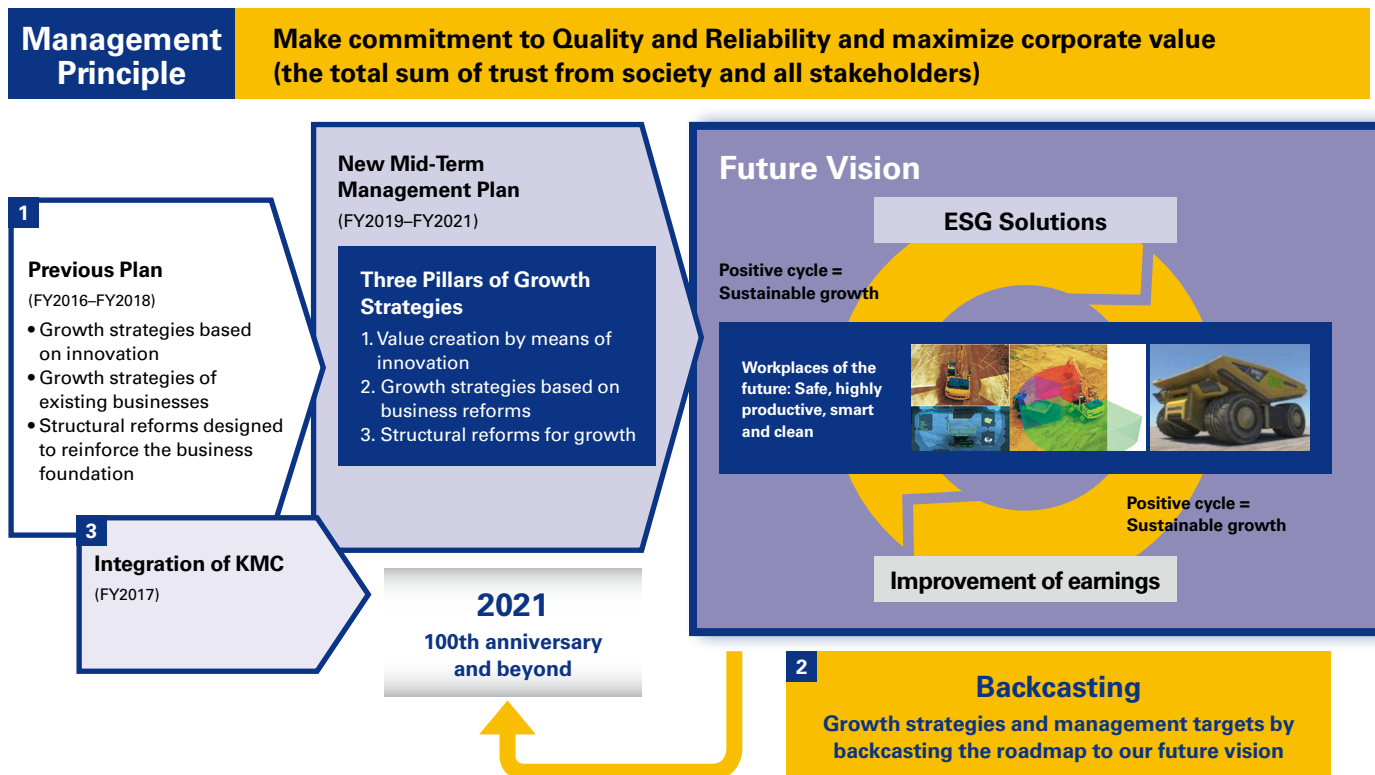 Management
Principle
Make commitment to Quality and Reliability and maximize corporate value
(the total sum of trust from society and all stakeholders)
1
Previous Plan
(FY2016–FY2018)
• Growth strategies based
on innovation
• Growth strategies of
existing businesses
• Structural reforms designed
to reinforce the business
foundation
3
Integration of KMC
(FY2017)
New Mid-Term
Management Plan
(FY2019–FY2021)
Three Pillars of Growth
Strategies
1. Value creation by means of
innovation
2. Growth strategies based on
business reforms
3. Structural reforms for growth
2021
100th anniversary
and beyond
Future Vision
ESG Solutions
Positive cycle =
Sustainable growth
Workplaces of the
future: Safe, highly
productive, smart
and clean
Positive cycle =
Sustainable growth
Improvement of earnings
2
Backcasting
Growth strategies and management targets by
backcasting the roadmap to our future vision